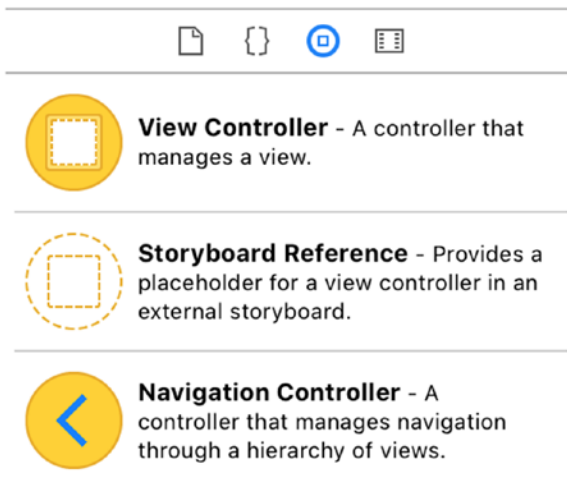 View Controller - A controller that
manages a view.
Storyboard Reference - Provides a
placeholder for a view controller in an
external storyboard.
Navigation Controller - A
controller that manages navigation
through a hierarchy of views.